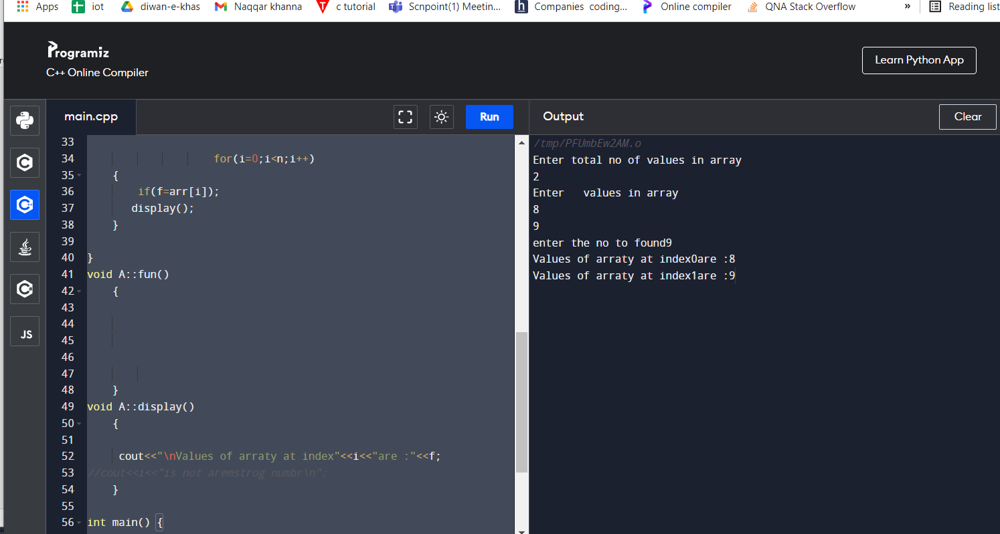 Apps iot diwan-e-khas Naqqar khanna c tutorial Scnpoint(1) Meetin... Companies coding... Online compiler QNA Stack Overflow » Reading list
Programiz
C++ Online Compiler
Learn Python App
main.cpp
Run
Output
Clear
33
34 for(i=0;i<n;i++)
35 {
36 if(f=arr[i]);
37 display();
38 }
39
40 }
41 void A::fun()
42 {
43
44
45
46
47
48 }
49 void A::display()
50 {
51
52 cout<<"\nValues of arraty at index"<<i<<"are :"<<f;
53 //cout<<i<<"is not aremstrog numbr\n";
54 }
55
56 int main() {
/tmp/PFUmbEw2AM.o
Enter total no of values in array
2
Enter values in array
8
9
enter the no to found9
Values of arraty at index0are :8
Values of arraty at index1are :9
JS